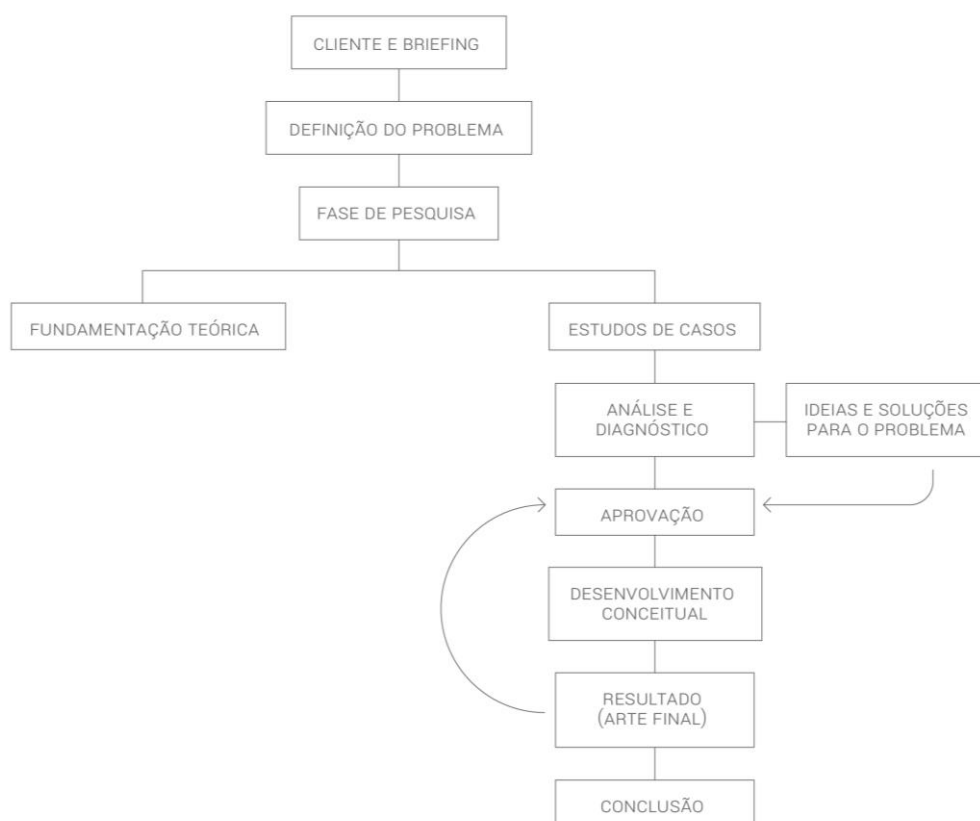 CLIENTE E BRIEFING
DEFINIÇÃO DO PROBLEMA
FASE DE PESQUISA
FUNDAMENTAÇÃO TEÓRICA
ESTUDOS DE CASOS
ANÁLISE E
DIAGNÓSTICO
IDEIAS E SOLUÇÕES
PARA O PROBLEMA
APROVAÇÃO
DESENVOLVIMENTO
CONCEITUAL
RESULTADO
(ARTE FINAL)
CONCLUSÃO